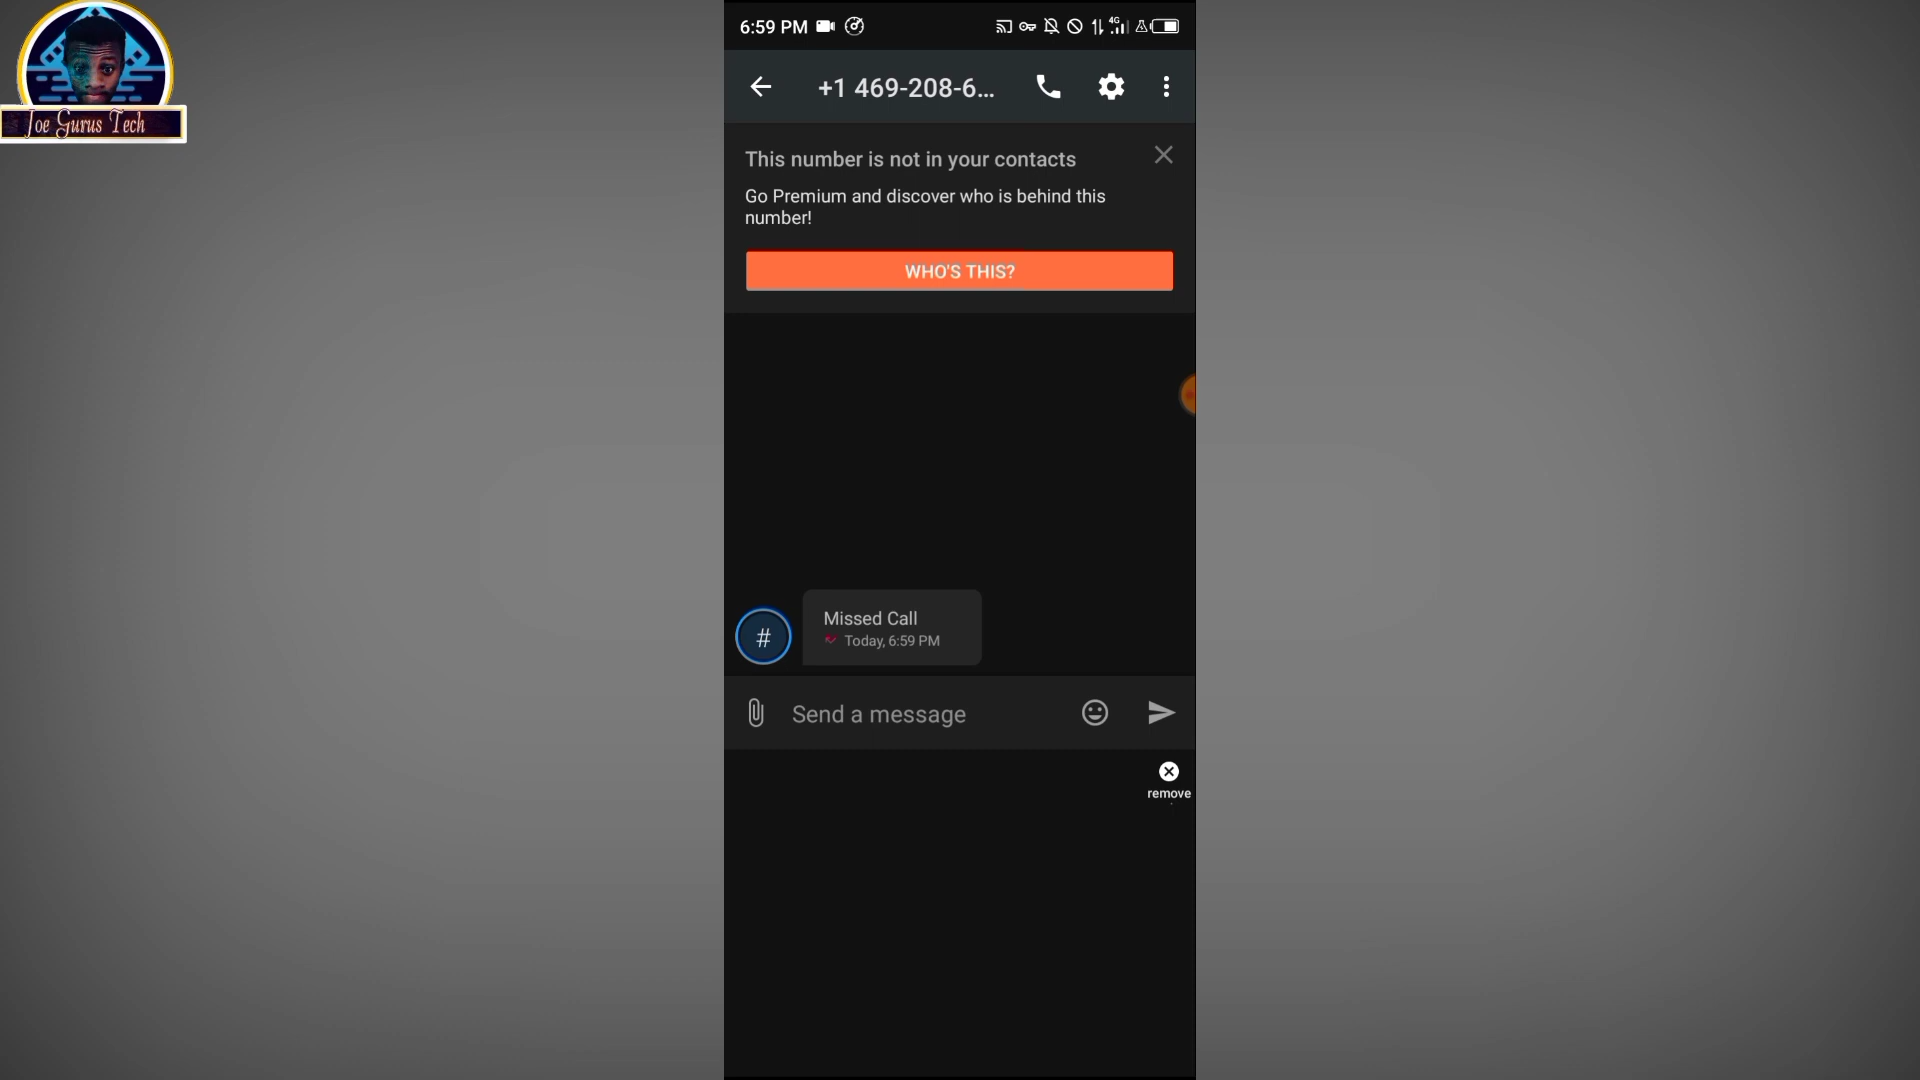 Joe Gurus Tech
6:59 PM
4G
+1 469-208-6...
This number is not in your contacts
Go Premium and discover who is behind this
number!
WHO'S THIS?
#
Missed Call
Today, 6:59 PM
Send a message
remove